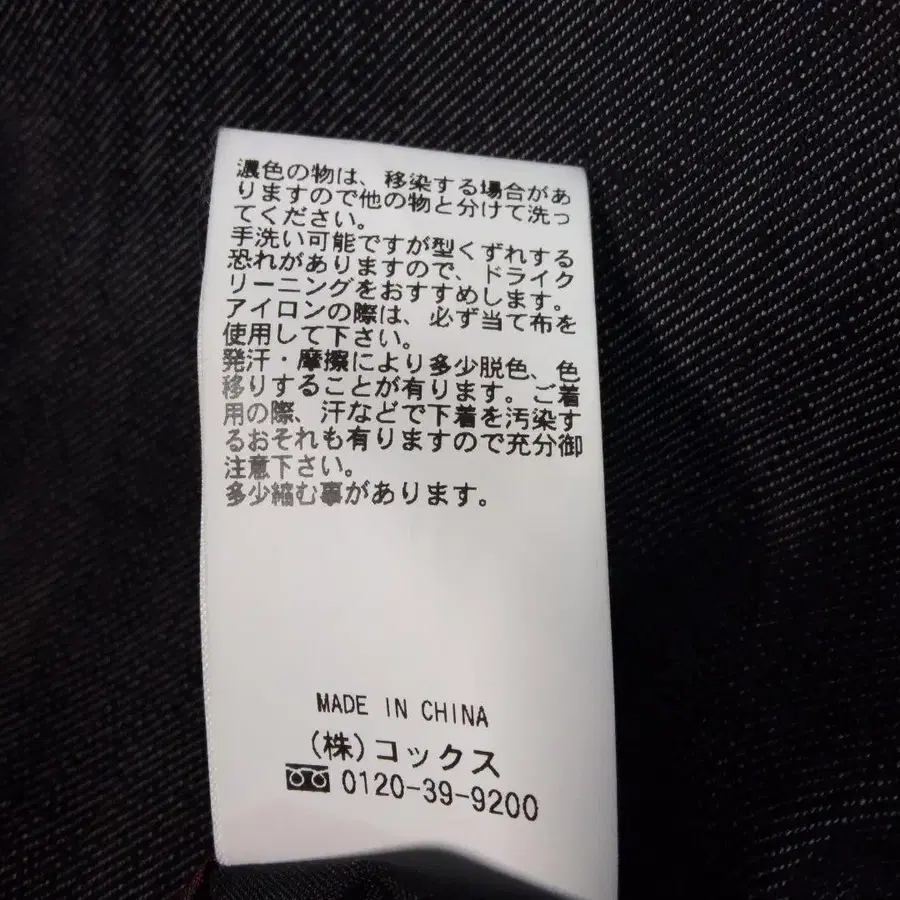 濃色の物は、移染する場合があ
りますので他の物と分けて洗っ
てください。
手洗い可能ですが型くずれする
恐れがありますので、ドライク
リーニングをおすすめします。
アイロンの際は、必ず当て布を
使用して下さい。
発汗・摩擦により多少脱色、色
移りすることが有ります。ご着
用の際、汗などで下着を汚染す
るおそれも有りますので充分御
注意下さい。
多少縮む事があります。
MADE IN CHINA
(株)コックス
0120-39-9200